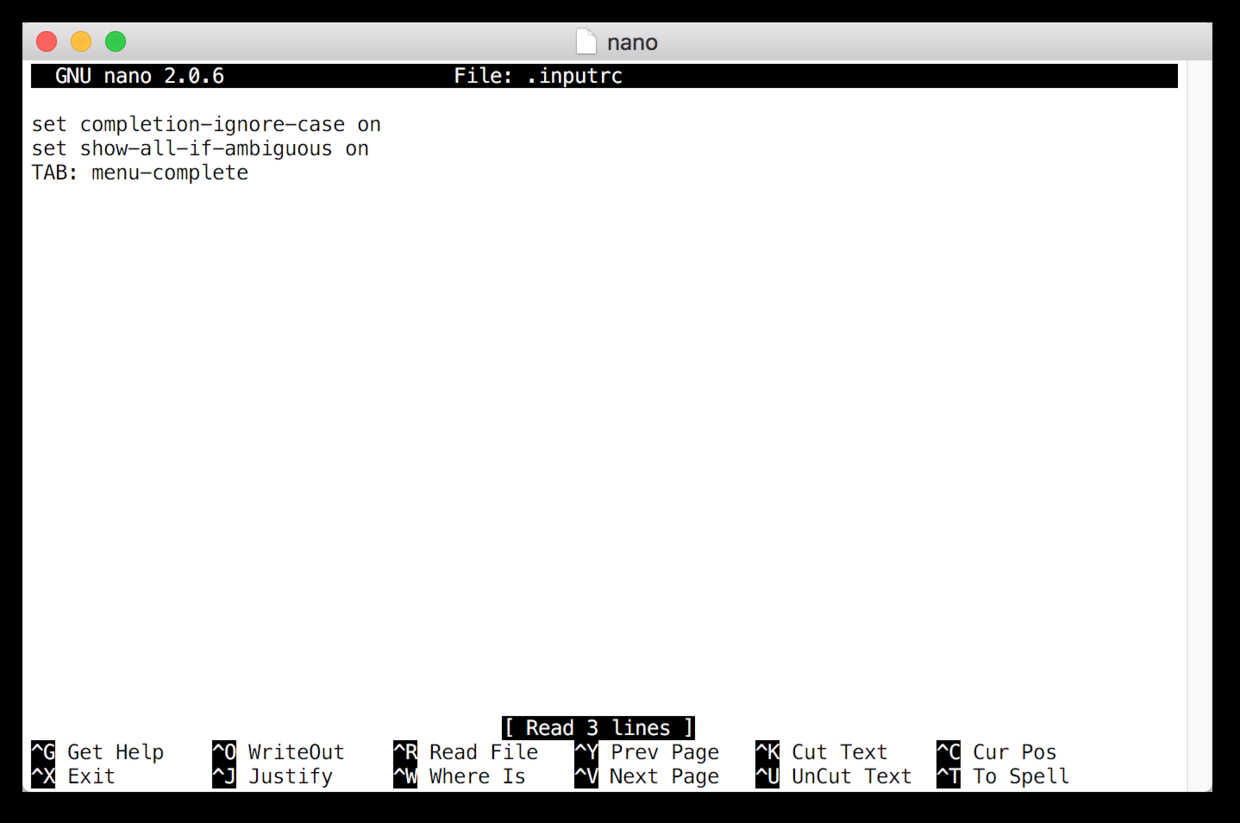 nano
GNU nano 2.0.6 File: .inputrc
set completion-ignore-case on
set show-all-if-ambiguous on
TAB: menu-complete
[ Read 3 lines ]
^G Get Help ^O WriteOut ^R Read File ^Y Prev Page ^K Cut Text ^C Cur Pos
^X Exit ^J Justify ^W Where Is ^V Next Page ^U UnCut Text ^T To Spell